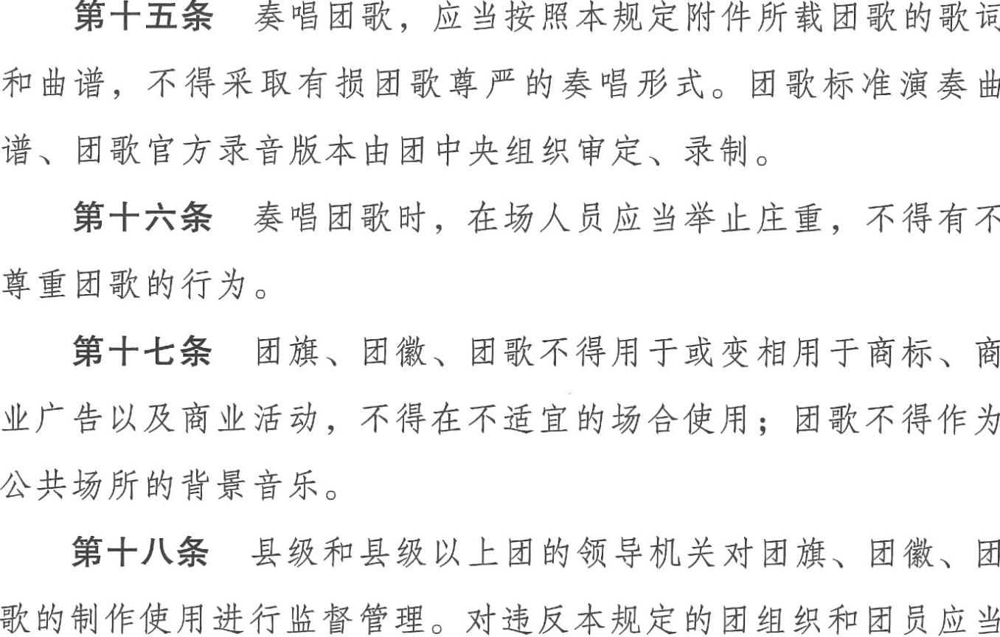 第十五条 奏唱团歌，应当按照本规定附件所载团歌的歌词
和曲谱，不得采取有损团歌尊严的奏唱形式。团歌标准演奏曲
谱、团歌官方录音版本由团中央组织审定、录制。
第十六条 奏唱团歌时，在场人员应当举止庄重，不得有不
尊重团歌的行为。
第十七条 团旗、团徽、团歌不得用于或变相用于商标、商
业广告以及商业活动，不得在不适宜的场合使用；团歌不得作为
公共场所的背景音乐。
第十八条 县级和县级以上团的领导机关对团旗、团徽、团
歌的制作使用进行监督管理。对违反本规定的团组织和团员应当